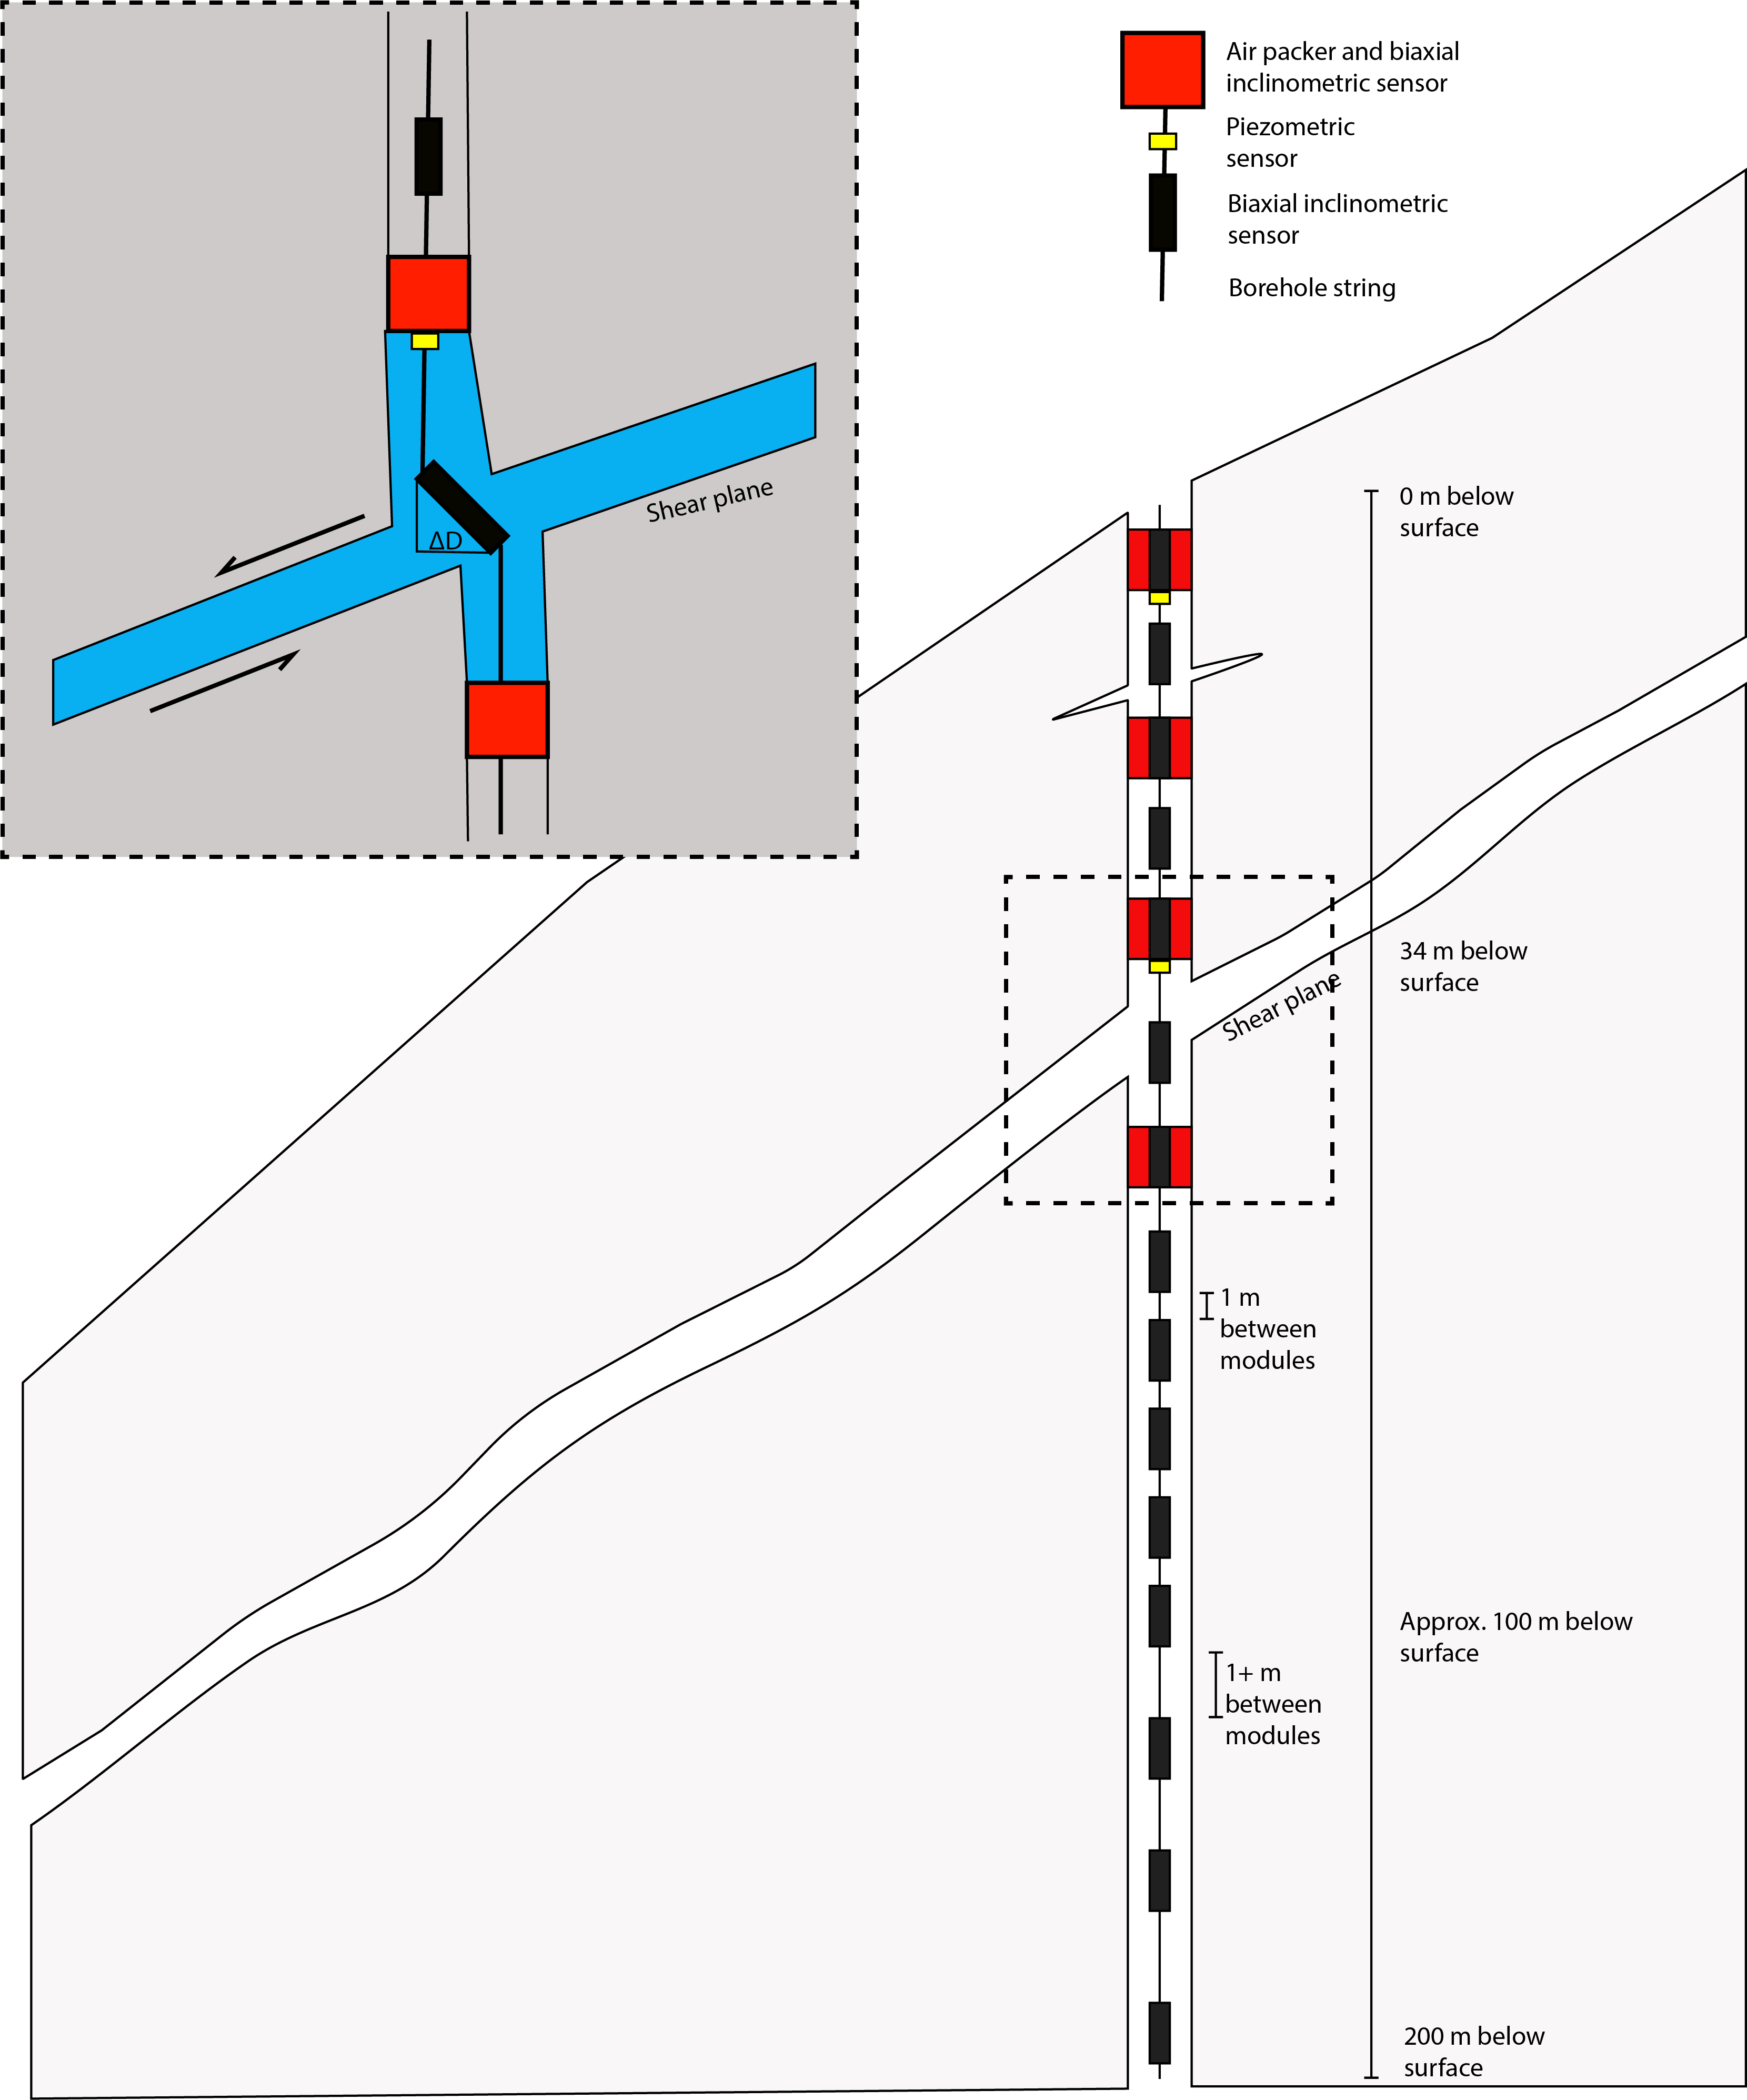 Air packer and biaxial
inclinometric sensor
Piezometric
sensor
Biaxial inclinometric
sensor
Borehole string
Shear plane
ΔD
0 m below
surface
34 m below
surface
Shear plane
1 m
between
modules
Approx. 100 m below
surface
1+ m
between
modules
200 m below
surface